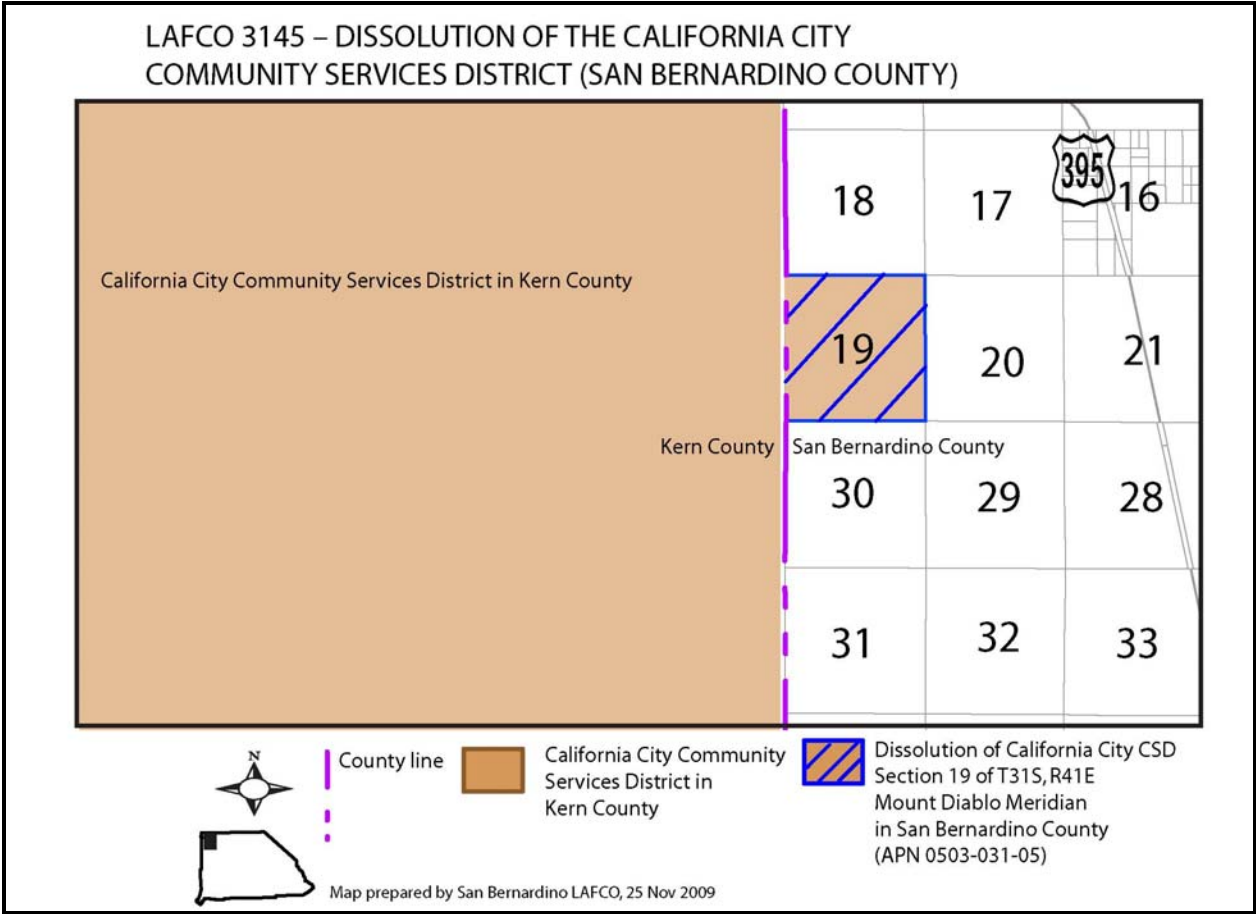 LAFCO 3145 – DISSOLUTION OF THE CALIFORNIA CITY
COMMUNITY SERVICES DISTRICT (SAN BERNARDINO COUNTY)
18
17
395
16
California City Community Services District in Kern County
19
20
21
Kern County
San Bernardino County
30
29
28
31
32
33
N
County line
California City Community
Services District in
Kern County
Dissolution of California City CSD
Section 19 of T31S, R41E
Mount Diablo Meridian
in San Bernardino County
(APN 0503-031-05)
Map prepared by San Bernardino LAFCO, 25 Nov 2009